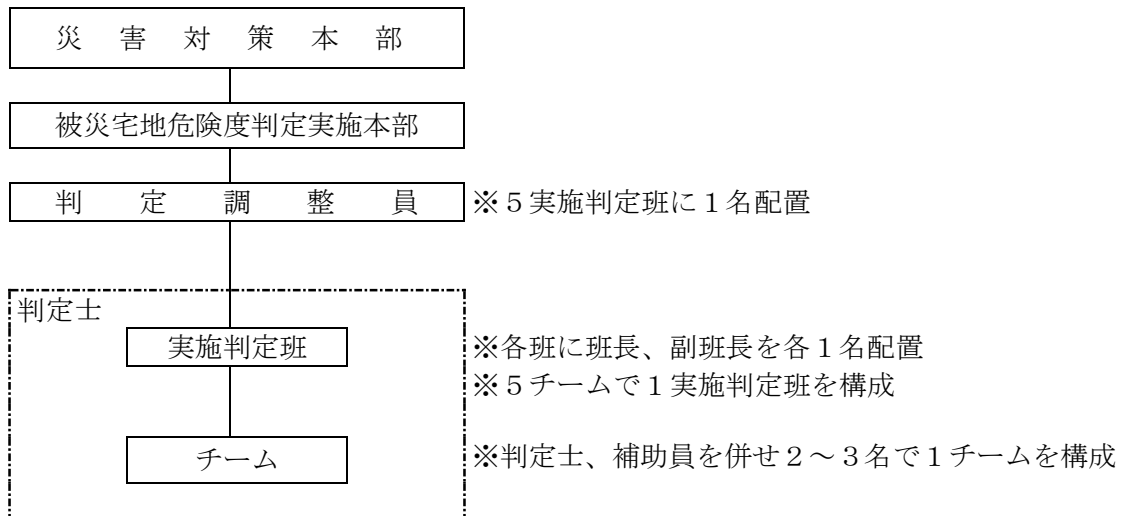 災害対策本部
被災宅地危険度判定実施本部
判定調整員 ※５実施判定班に１名配置
判定士
実施判定班 ※各班に班長、副班長を各１名配置
※５チームで１実施判定班を構成
チーム ※判定士、補助員を併せ２～３名で１チームを構成